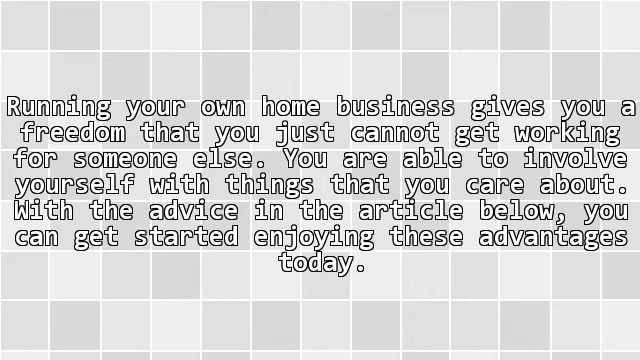 Running your own home business gives you a
freedom that you just cannot get working
for someone else. You are able to involve
yourself with things that you care about.
With the advice in the article below, you
can get started enjoying these advantages
today.